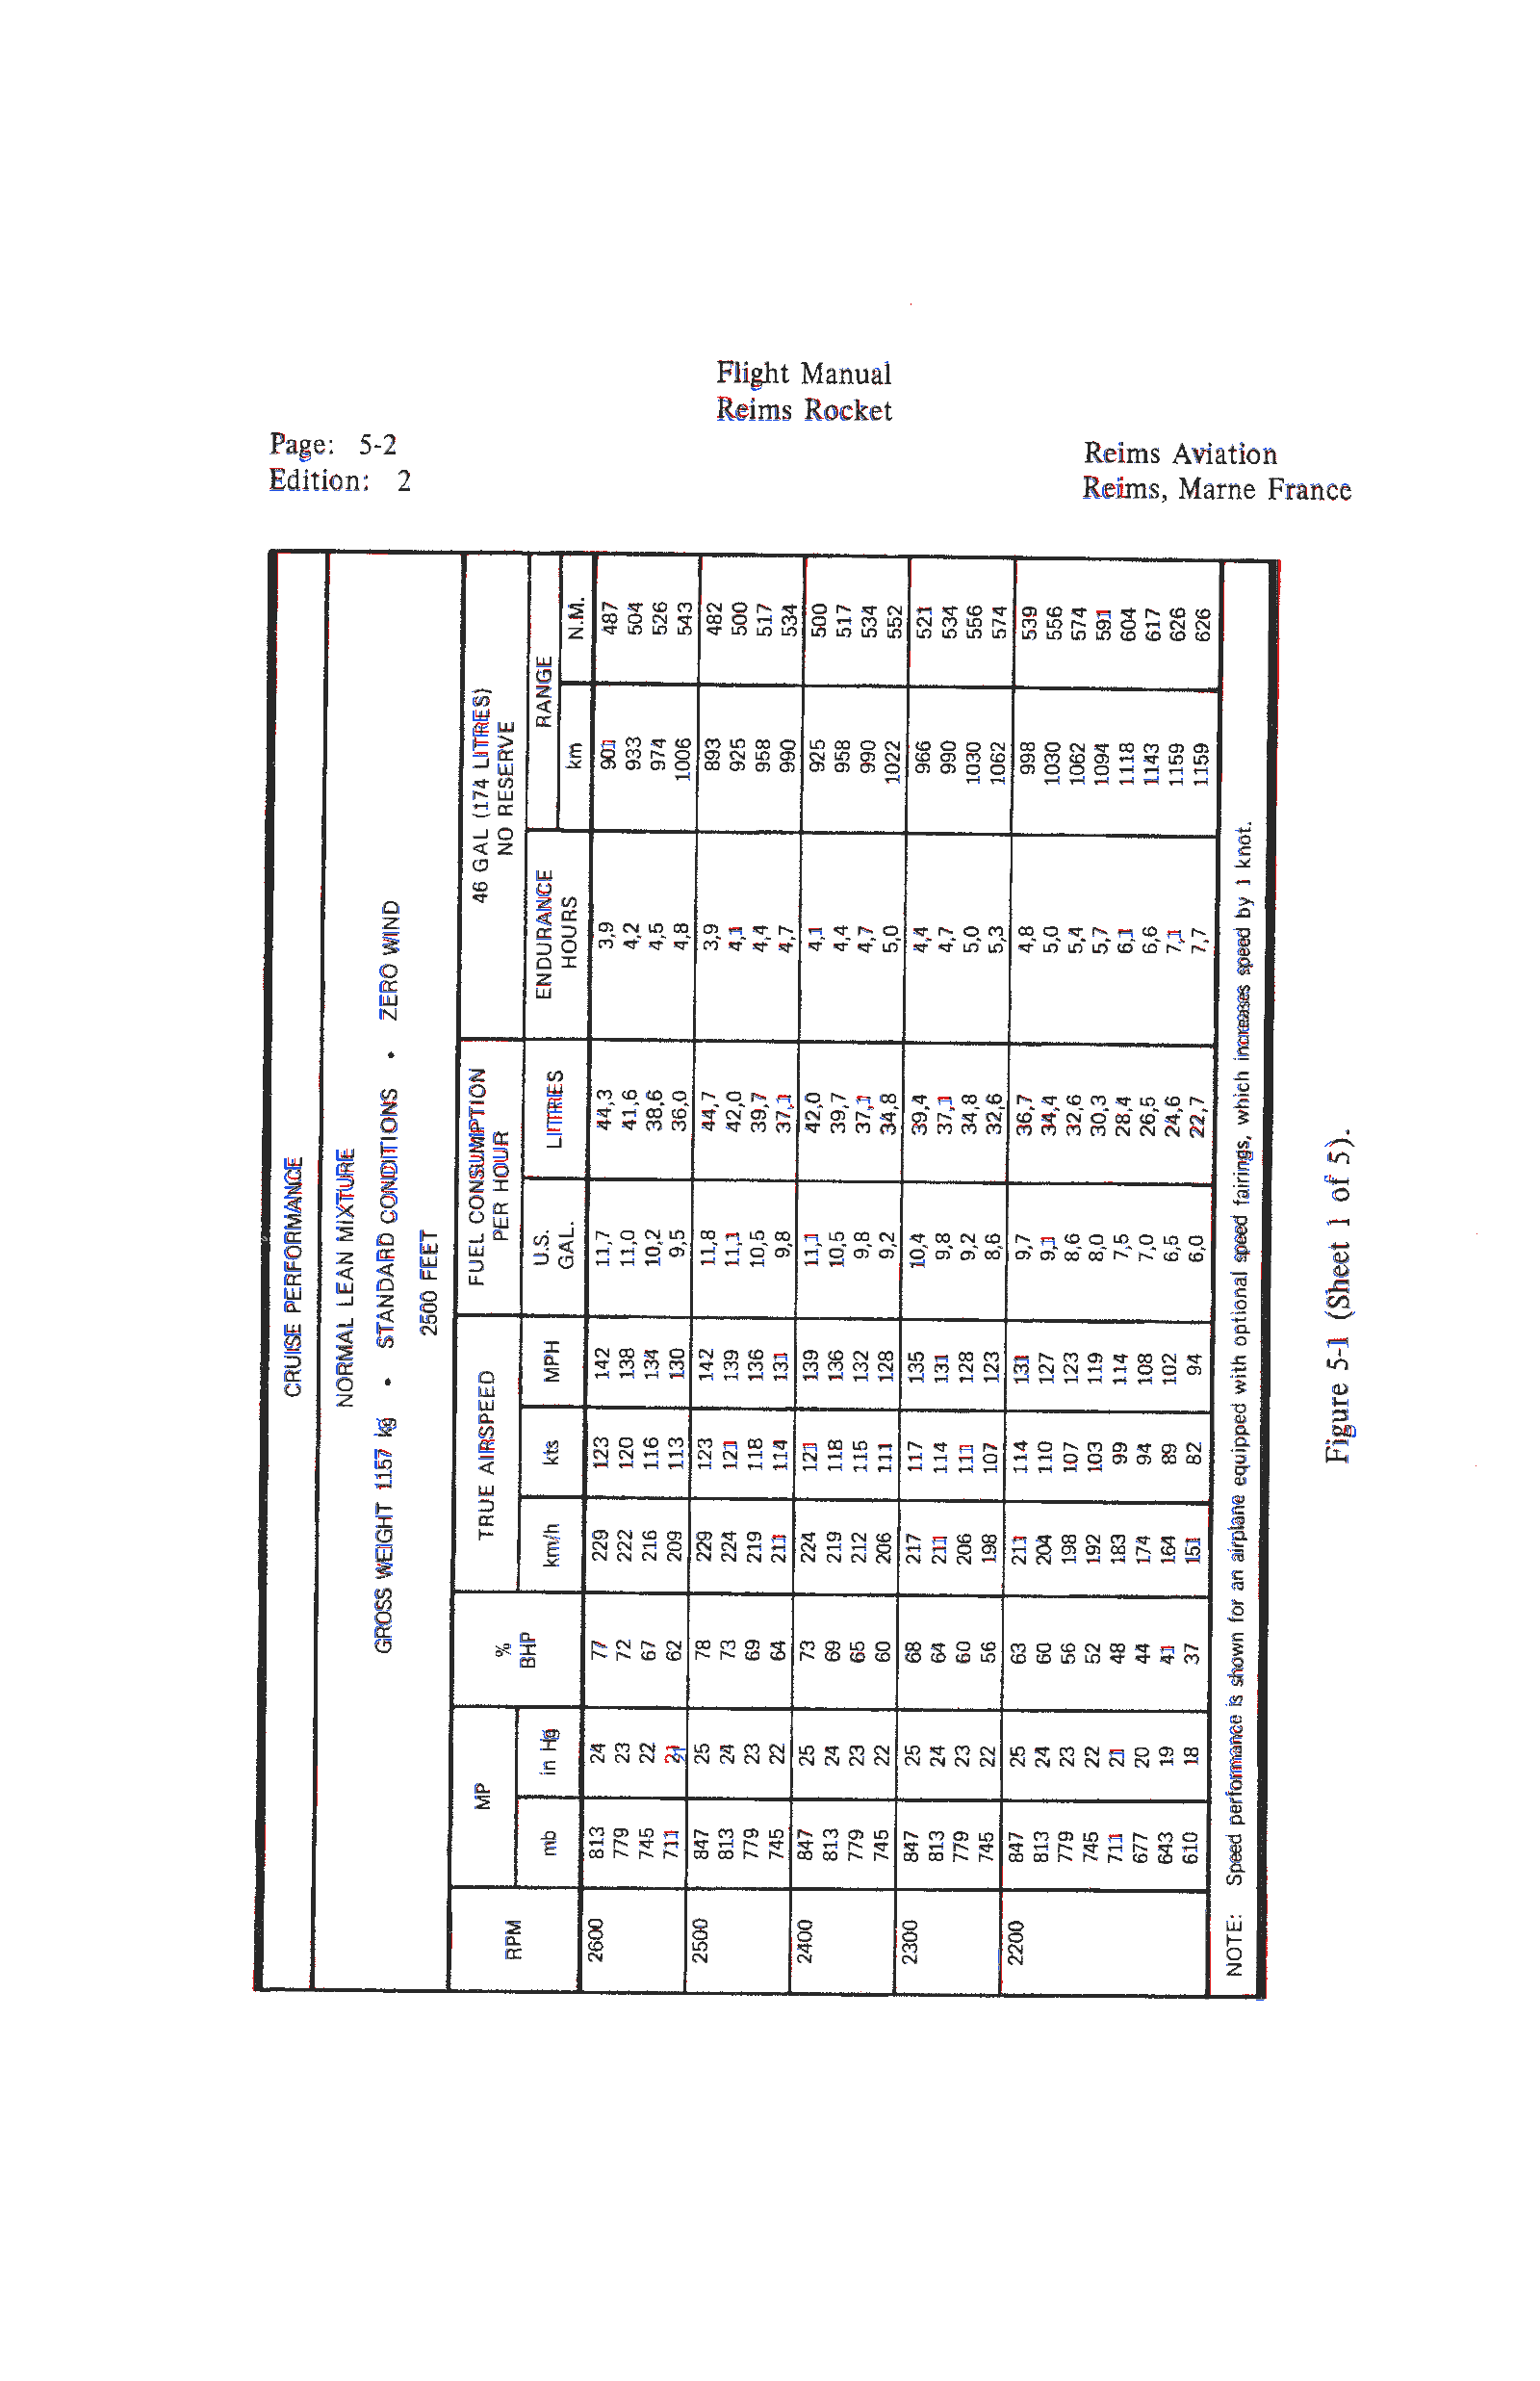 Flight Manual
Reims Rocket
Page: 5-2
Edition: 2
Reims Aviation
Reims, Marne France
CRUISE PERFORMANCE
NORMAL LEAN MIXTURE
GROSS WEIGHT 1157 kg • STANDARD CONDITIONS • ZERO WIND
2500 FEET
RPM MP % BHP TRUE AIRSPEED FUEL CONSUMPTION PER HOUR 46 GAL (174 LITRES) NO RESERVE
mb in Hg km/h kts MPH U.S. GAL. LITRES ENDURANCE HOURS RANGE
km N.M.
2600 813 24 77 229 123 142 11,7 44,3 3,9 901 487
779 23 72 222 120 138 11,0 41,6 4,2 933 504
745 22 67 216 116 134 10,2 38,6 4,5 974 526
711 21 62 209 113 130 9,5 36,0 4,8 1006 543
2500 847 25 78 229 123 142 11,8 44,7 3,9 893 482
813 24 73 224 121 139 11,1 42,0 4,1 925 500
779 23 69 219 118 136 10,5 39,7 4,4 958 517
745 22 64 211 114 131 9,8 37,1 4,7 990 534
2400 847 25 73 224 121 139 11,1 42,0 4,1 925 500
813 24 69 219 118 136 10,5 39,7 4,4 958 517
779 23 65 212 115 132 9,8 37,1 4,7 990 534
745 22 60 206 111 128 9,2 34,8 5,0 1022 552
2300 847 25 68 217 117 135 10,4 39,4 4,4 966 521
813 24 64 211 114 131 9,8 37,1 4,7 990 534
779 23 60 206 111 128 9,2 34,8 5,0 1030 556
745 22 56 198 107 123 8,6 32,6 5,3 1062 574
2200 847 25 63 211 114 131 9,7 36,7 4,8 998 539
813 24 60 204 110 127 9,1 34,4 5,0 1030 556
779 23 56 198 107 123 8,6 32,6 5,4 1062 574
745 22 52 192 103 119 8,0 30,3 5,7 1094 591
711 21 48 183 99 114 7,5 28,4 6,1 1118 604
677 20 44 174 94 108 7,0 26,5 6,6 1143 617
643 19 41 164 89 102 6,5 24,6 7,1 1159 626
610 18 37 151 82 94 6,0 22,7 7,7 1159 626
NOTE: Speed performance is shown for an airplane equipped with optional speed fairings, which increases speed by 1 knot.
Figure 5-1 (Sheet 1 of 5).